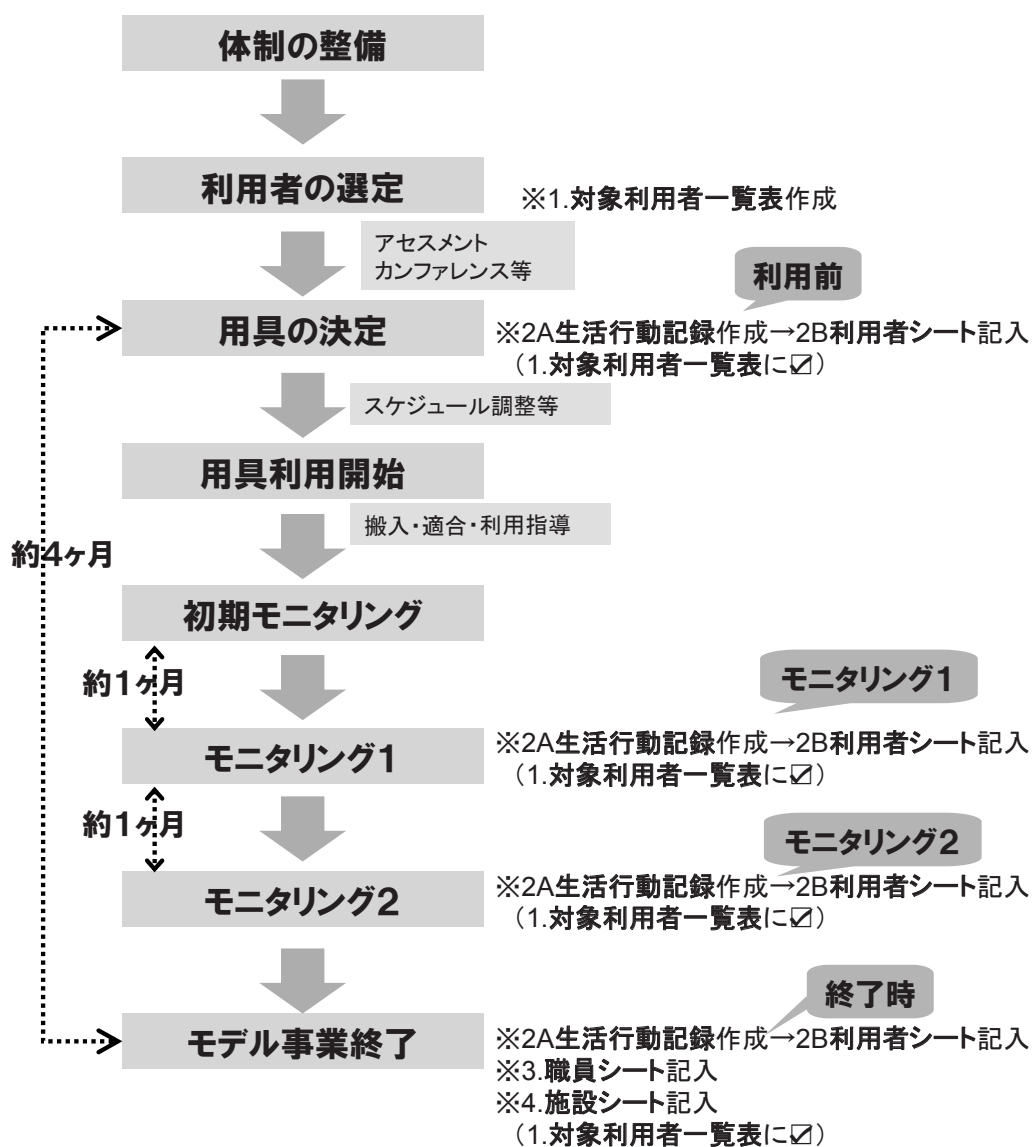 体制の整備
利用者の選定
※1.対象利用者一覧表作成
アセスメント
カンファレンス等
利用前
用具の決定
※2A生活行動記録作成→2B利用者シート記入
（1.対象利用者一覧表に☑）
スケジュール調整等
用具利用開始
搬入・適合・利用指導
約4ヶ月
初期モニタリング
約1ヶ月
モニタリング1
モニタリング1
※2A生活行動記録作成→2B利用者シート記入
（1.対象利用者一覧表に☑）
約1ヶ月
モニタリング2
モニタリング2
※2A生活行動記録作成→2B利用者シート記入
（1.対象利用者一覧表に☑）
終了時
モデル事業終了
※2A生活行動記録作成→2B利用者シート記入
※3.職員シート記入
※4.施設シート記入
（1.対象利用者一覧表に☑）